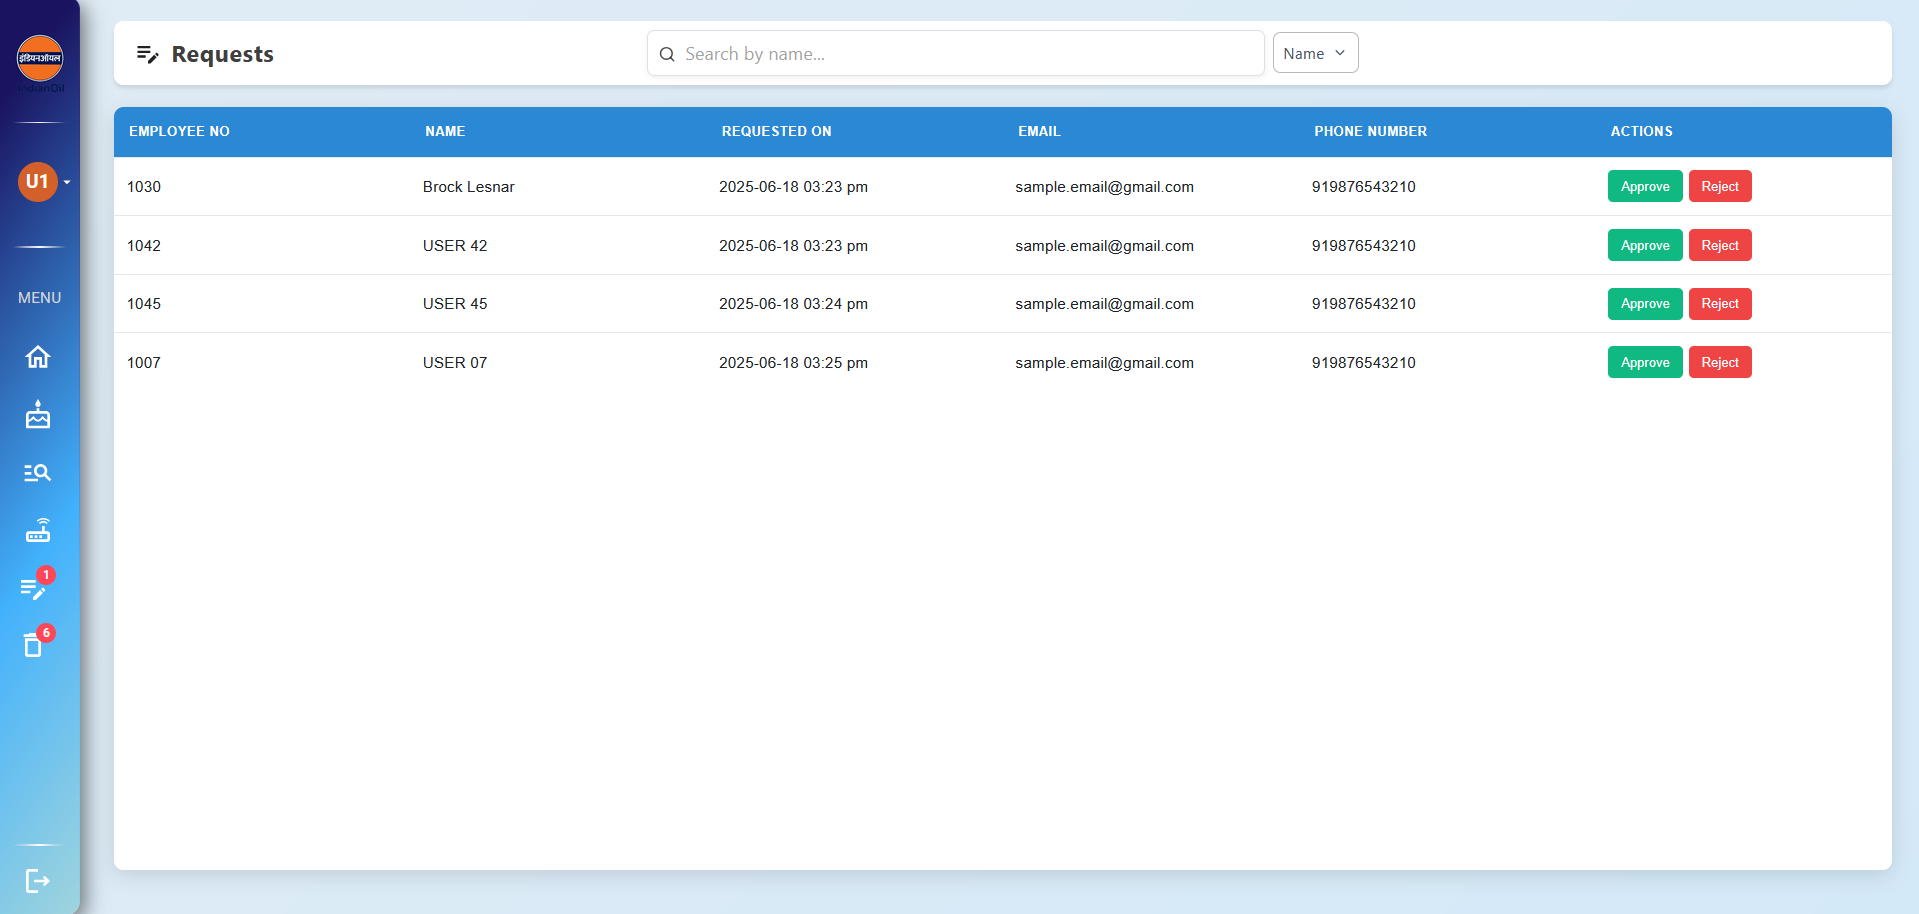 इंडियनऑयल
IndianOil
U1
MENU
1
6
Requests
Search by name...
Name
EMPLOYEE NO NAME REQUESTED ON EMAIL PHONE NUMBER ACTIONS
1030 Brock Lesnar 2025-06-18 03:23 pm sample.email@gmail.com 919876543210 Approve Reject
1042 USER 42 2025-06-18 03:23 pm sample.email@gmail.com 919876543210 Approve Reject
1045 USER 45 2025-06-18 03:24 pm sample.email@gmail.com 919876543210 Approve Reject
1007 USER 07 2025-06-18 03:25 pm sample.email@gmail.com 919876543210 Approve Reject